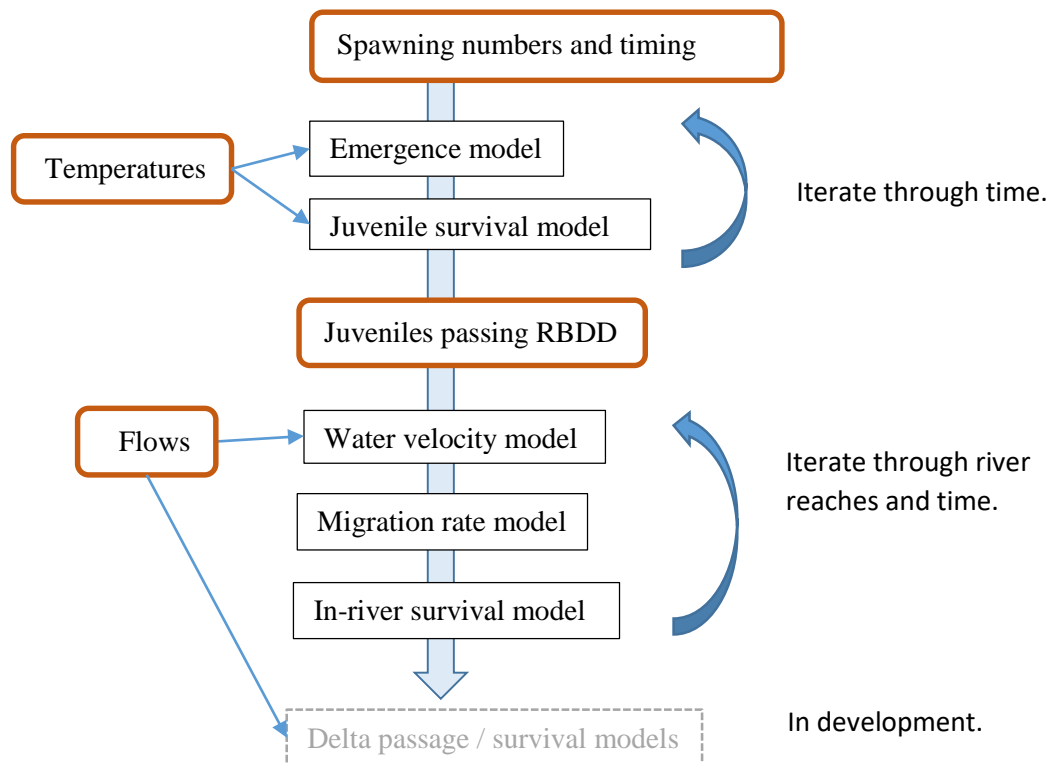 Spawning numbers and timing
Emergence model
Temperatures
Juvenile survival model
Iterate through time.
Juveniles passing RBDD
Flows
Water velocity model
Migration rate model
In-river survival model
Iterate through river
reaches and time.
Delta passage / survival models
In development.